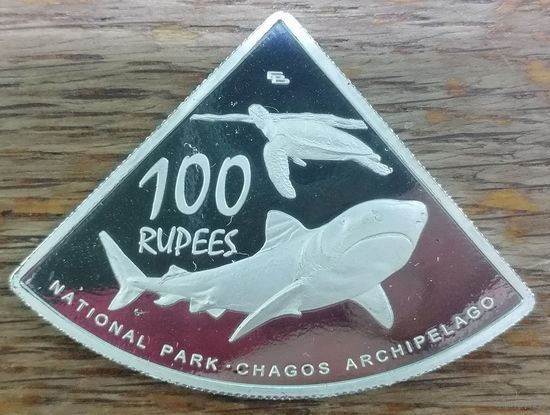 100
RUPEES
NATIONAL PARK · CHAGOS ARCHIPELAGO